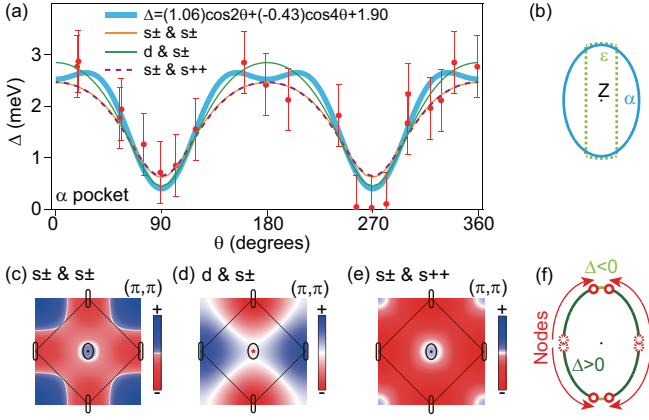 (a)
Δ=(1.06)cos2θ+(-0.43)cos4θ+1.90
s± & s±
d & s±
s± & s++
3
2
1
0
Δ (meV)
α pocket
0
90
180
270
360
θ (degrees)
(b)
ε
Z
α
(c) s± & s±
(π,π)
+
-
(d) d & s±
(π,π)
+
-
(e) s± & s++
(π,π)
+
-
(f)
Δ<0
Nodes
Δ>0